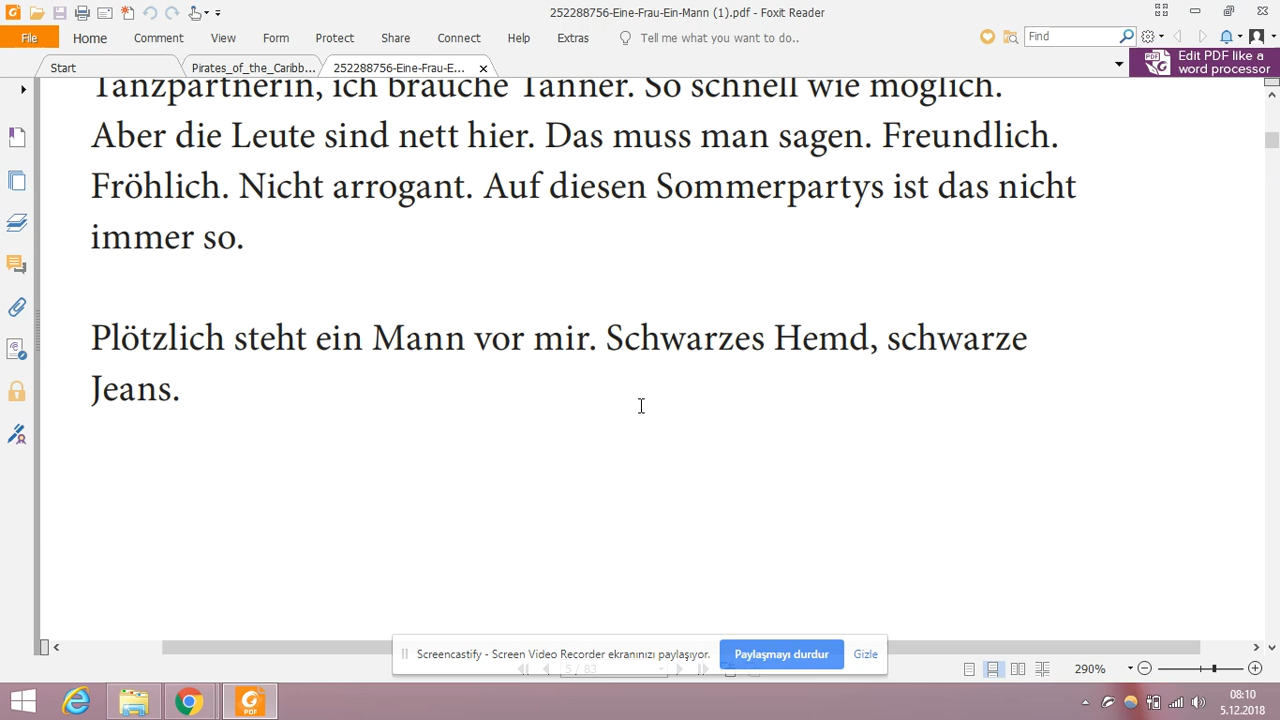 252288756-Eine-Frau-Ein-Mann (1).pdf - Foxit Reader
File Home Comment View Form Protect Share Connect Help Extras Tell me what you want to do.. Find
Start Pirates_of_the_Caribb... 252288756-Eine-Frau-E... Edit PDF like a
word processor
Tanzpartnerin, ich brauche Tänner. So schnell wie möglich.
Aber die Leute sind nett hier. Das muss man sagen. Freundlich.
Fröhlich. Nicht arrogant. Auf diesen Sommerpartys ist das nicht
immer so.
Plötzlich steht ein Mann vor mir. Schwarzes Hemd, schwarze
Jeans.
Screencastify - Screen Video Recorder ekranınızı paylaşıyor. Paylaşmayı durdur Gizle
5 / 83 290%
08:10
5.12.2018